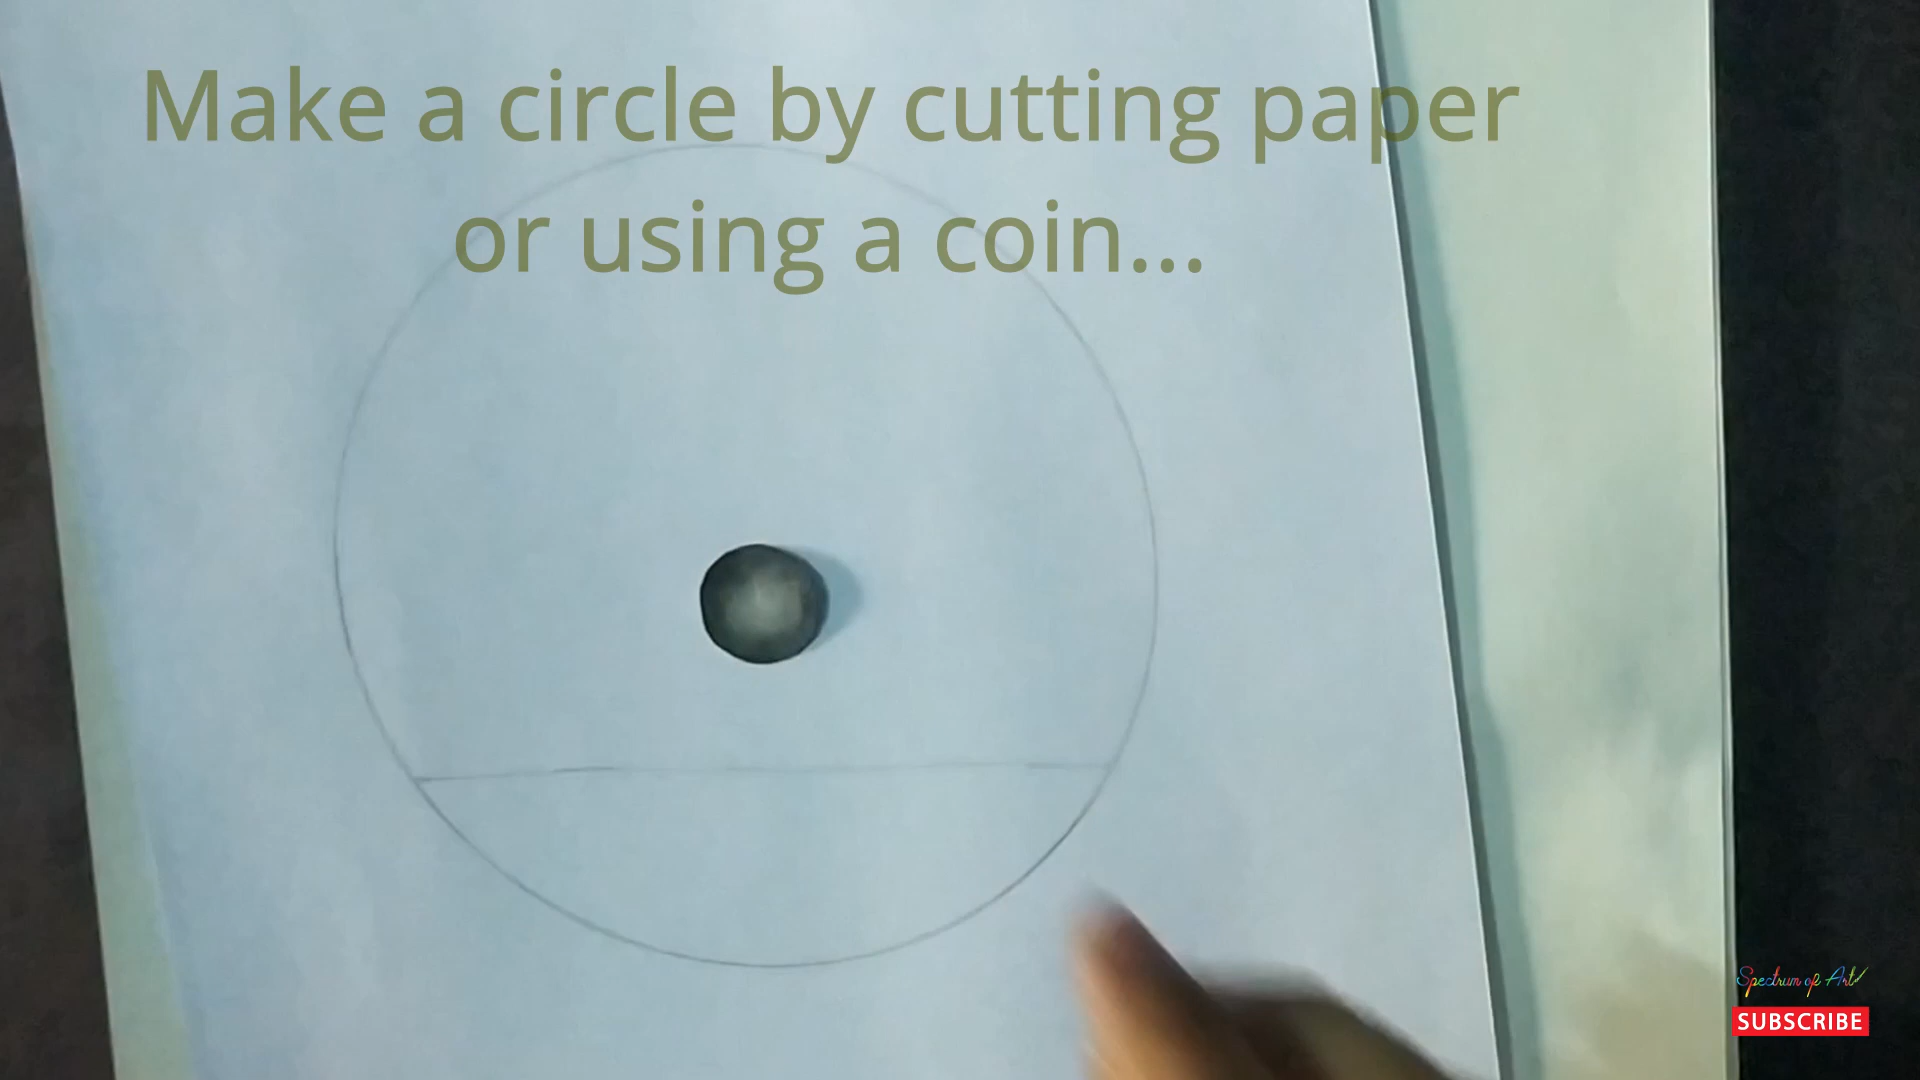 Make a circle by cutting paper
or using a coin...
Spectrum of Art
SUBSCRIBE